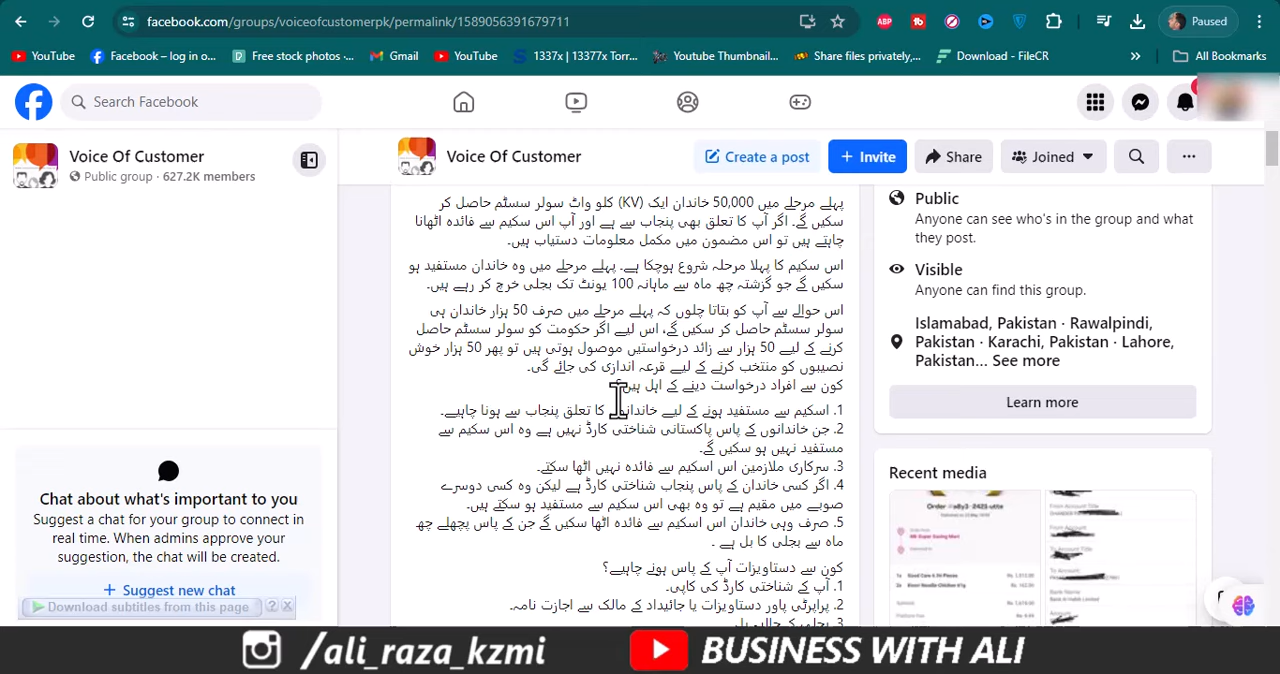 facebook.com/groups/voiceofcustomerpk/permalink/1589056391679711
ABP
Paused
YouTube
Facebook – log in o...
Free stock photos -...
Gmail
YouTube
1337x | 13377x Torr...
Youtube Thumbnail...
Share files privately,...
Download - FileCR
All Bookmarks
Search Facebook
Voice Of Customer
Public group · 627.2K members
Voice Of Customer
Create a post
+ Invite
Share
Joined
پہلے مرحلے میں 50,000 خاندان ایک (KV) کلو واٹ سولر سسٹم حاصل کر
سکیں گے۔ اگر آپ کا تعلق بھی پنجاب سے ہے اور آپ اس سکیم سے فائدہ اٹھانا
چاہتے ہیں تو اس مضمون میں مکمل معلومات دستیاب ہیں۔
اس سکیم کا پہلا مرحلہ شروع ہوچکا ہے۔ پہلے مرحلے میں وہ خاندان مستفید ہو
سکیں گے جو گزشتہ چھ ماہ سے ماہانہ 100 یونٹ تک بجلی خرچ کر رہے ہیں۔
اس حوالے سے آپ کو بتاتا چلوں کہ پہلے مرحلے میں صرف 50 ہزار خاندان ہی
سولر سسٹم حاصل کر سکیں گے، اس لیے اگر حکومت کو سولر سسٹم حاصل
کرنے کے لیے 50 ہزار سے زائد درخواستیں موصول ہوتی ہیں تو پھر 50 ہزار خوش
نصیبوں کو منتخب کرنے کے لیے قرعہ اندازی کی جائے گی۔
کون سے افراد درخواست دینے کے اہل ہیں؟
1. اسکیم سے مستفید ہونے کے لیے خاندانوں کا تعلق پنجاب سے ہونا چاہیے۔
2. جن خاندانوں کے پاس پاکستانی شناختی کارڈ نہیں ہے وہ اس سکیم سے
مستفید نہیں ہو سکیں گے۔
3. سرکاری ملازمین اس اسکیم سے فائدہ نہیں اٹھا سکتے۔
4. اگر کسی خاندان کے پاس پنجاب شناختی کارڈ ہے لیکن وہ کسی دوسرے
صوبے میں مقیم ہے تو وہ بھی اس سکیم سے مستفید ہو سکتے ہیں۔
5. صرف وہی خاندان اس اسکیم سے فائدہ اٹھا سکیں گے جن کے پاس پچھلے چھ
ماہ سے بجلی کا بل ہے ۔
کون سے دستاویزات آپ کے پاس ہونے چاہیے؟
1. آپ کے شناختی کارڈ کی کاپی۔
2. پراپرٹی پاور دستاویزات یا جائیداد کے مالک سے اجازت نامہ۔
Public
Anyone can see who's in the group and what
they post.
Visible
Anyone can find this group.
Islamabad, Pakistan · Rawalpindi,
Pakistan · Karachi, Pakistan · Lahore,
Pakistan... See more
Learn more
Recent media
Chat about what's important to you
Suggest a chat for your group to connect in
real time. When admins approve your
suggestion, the chat will be created.
+ Suggest new chat
Download subtitles from this page
/ali_raza_kzmi
BUSINESS WITH ALI